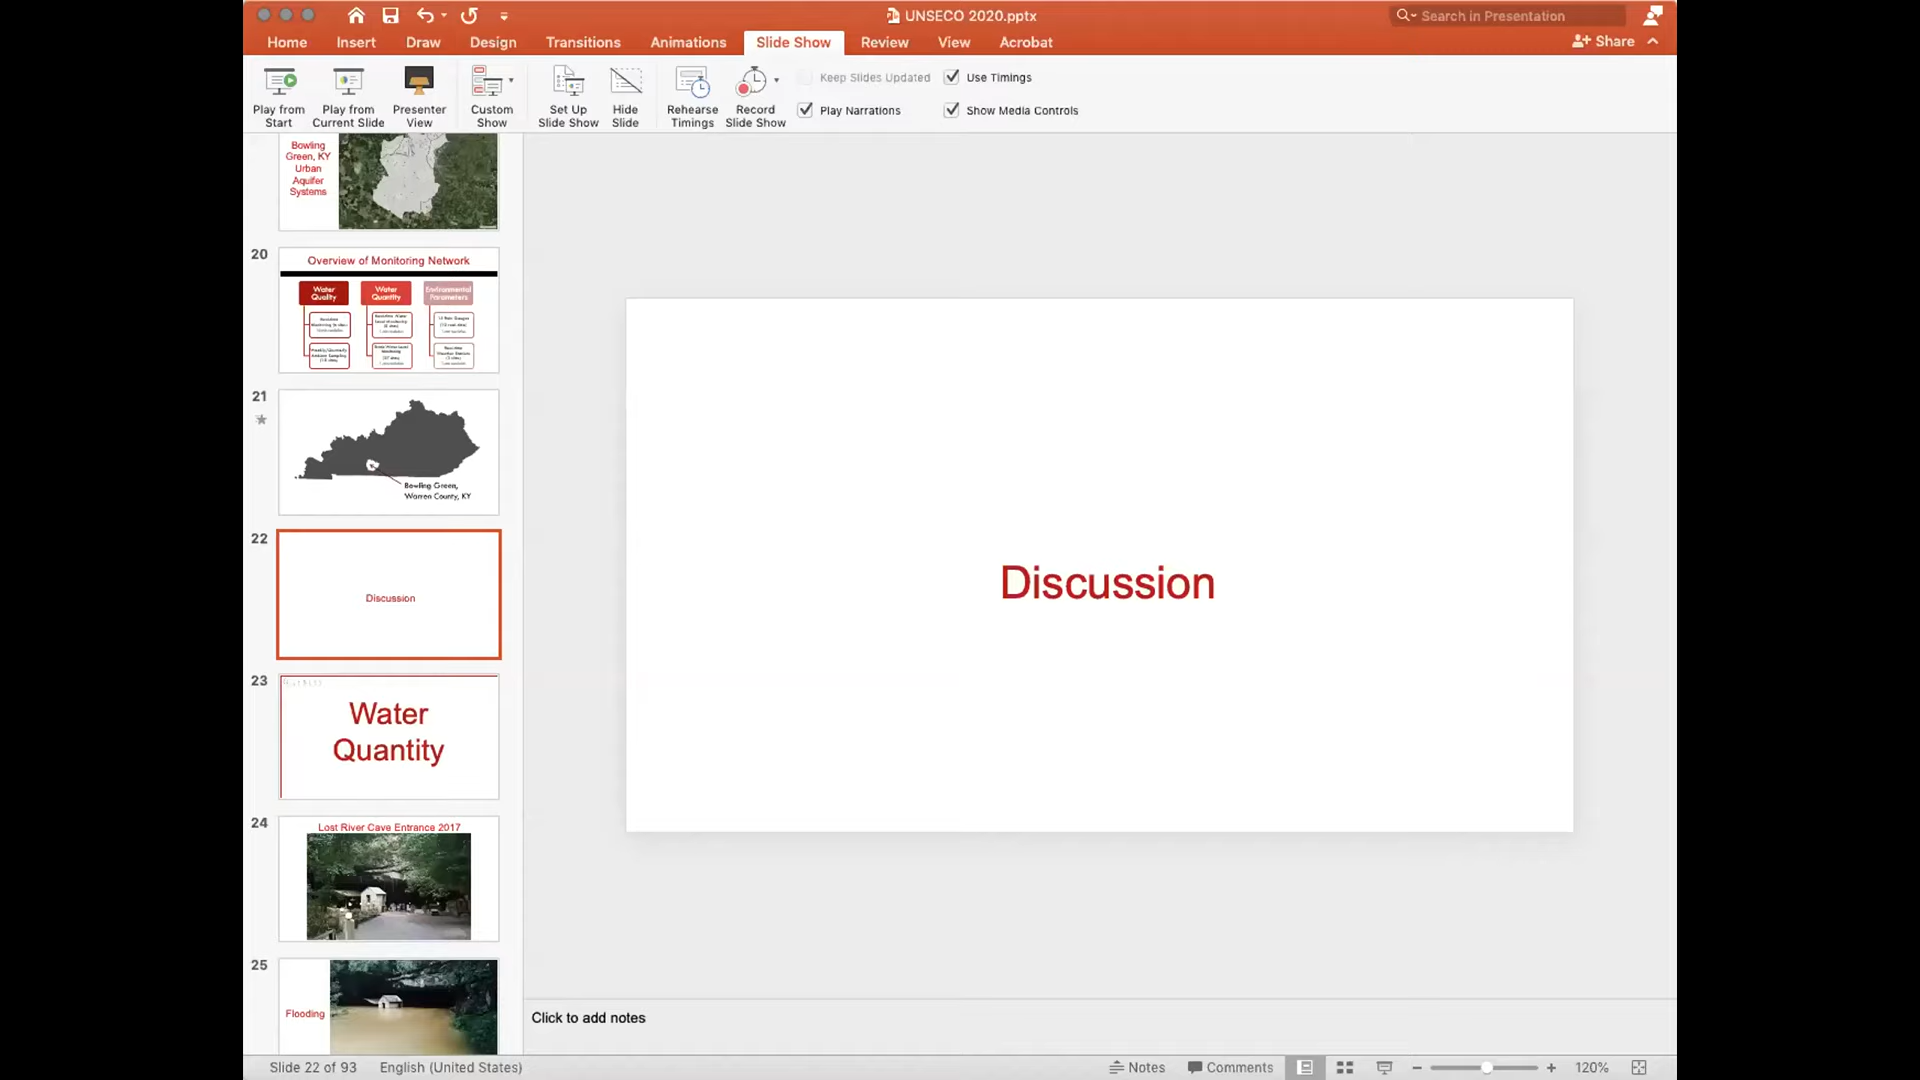 UNSECO 2020.pptx
Search in Presentation
Home
Insert
Draw
Design
Transitions
Animations
Slide Show
Review
View
Acrobat
Share
Play from
Start
Play from
Current Slide
Presenter
View
Custom
Show
Set Up
Slide Show
Hide
Slide
Rehearse
Timings
Record
Slide Show
Keep Slides Updated
Use Timings
Play Narrations
Show Media Controls
Bowling
Green, KY
Urban
Aquifer
Systems
20
Overview of Monitoring Network
Water
Quality
Water
Quantity
Environmental
Parameters
21
Bowling Green,
Warren County, KY
22
Discussion
23
Water
Quantity
24
Lost River Cave Entrance 2017
25
Flooding
Discussion
Click to add notes
Slide 22 of 93
English (United States)
Notes
Comments
120%